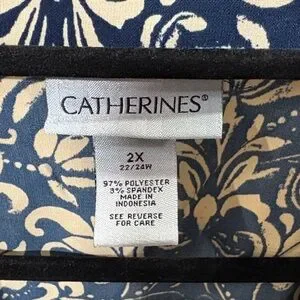 CATHERINES®
2X
22/24W
97% POLYESTER
3% SPANDEX
MADE IN
INDONESIA
SEE REVERSE
FOR CARE